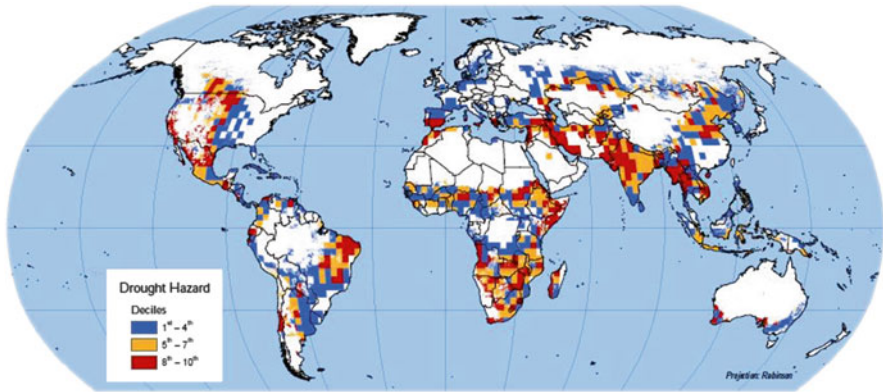 Drought Hazard
Deciles
1st – 4th
5th – 7th
8th – 10th
Projection: Robinson